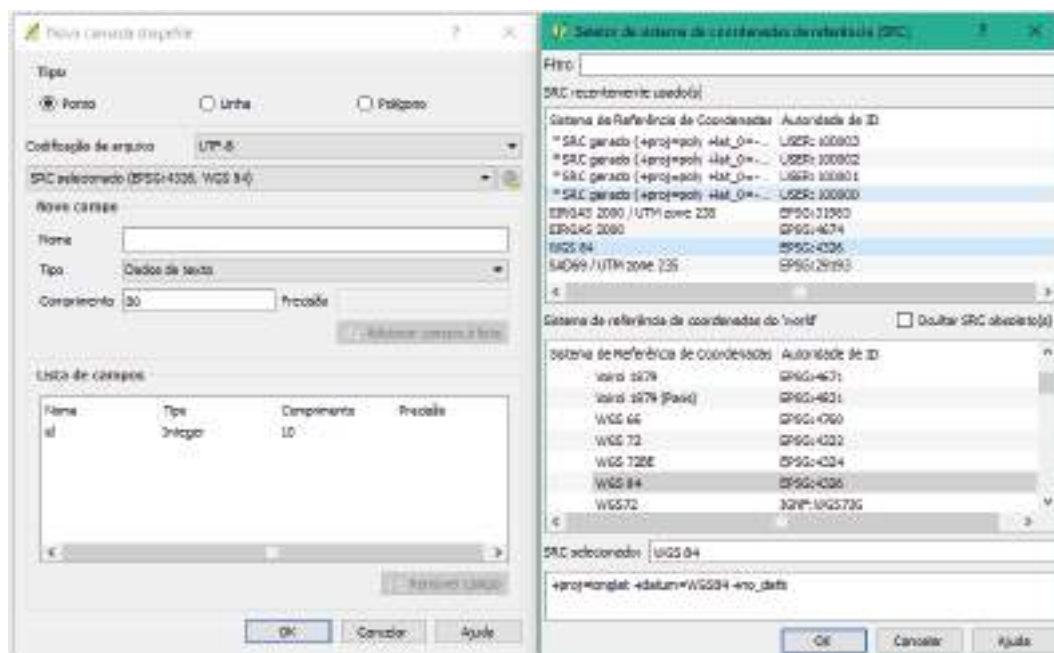 Nova camada shapefile
Tipo
Ponto
Linha
Polígono
Codificação de arquivo UTF-8
SRC selecionado (EPSG:4326, WGS 84)
Novo campo
Nome
Tipo Dados de texto
Comprimento 80 Precisão
Adicionar campo à lista
Lista de campos
Nome Tipo Comprimento Precisão
id Integer 10
Remover campo
OK Cancelar Ajuda
Seletor de sistema de coordenadas de referência (SRC)
Filtro
SRC recentemente usado(s)
Sistema de Referência de Coordenadas Autoridade de ID
* SRC gerado (+proj=poly +lat_0=-... USER:100003
* SRC gerado (+proj=poly +lat_0=-... USER:100002
* SRC gerado (+proj=poly +lat_0=-... USER:100001
* SRC gerado (+proj=poly +lat_0=-... USER:100000
SIRGAS 2000 / UTM zone 23S EPSG:31983
SIRGAS 2000 EPSG:4674
WGS 84 EPSG:4326
SAD69 / UTM zone 23S EPSG:29193
Sistema de referência de coordenadas do 'world' Ocultar SRC obsoleto(s)
Sistema de Referência de Coordenadas Autoridade de ID
Voirol 1879 EPSG:4671
Voirol 1879 (Paris) EPSG:4821
WGS 66 EPSG:4760
WGS 72 EPSG:4322
WGS 72BE EPSG:4324
WGS 84 EPSG:4326
WGS72 IGNF:WGS72G
SRC selecionado: WGS 84
+proj=longlat +datum=WGS84 +no_defs
OK Cancelar Ajuda